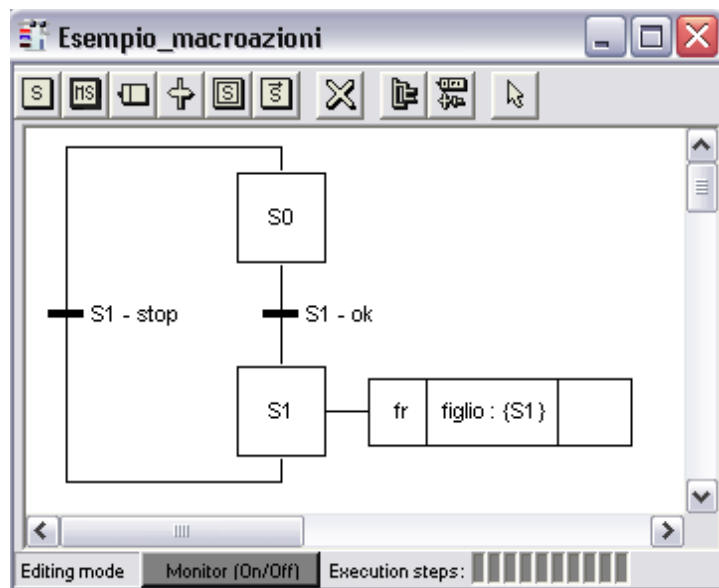 Esempio_macroazioni
S MS S S
S0
S1 - stop S1 - ok
S1 fr figlio : {S1}
Editing mode Monitor (On/Off) Execution steps: